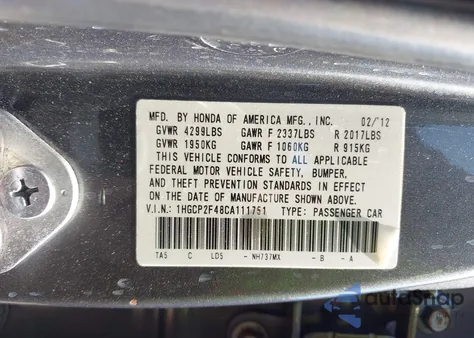 MFD. BY HONDA OF AMERICA MFG., INC. 02/12
GVWR 4299LBS GAWR F 2337LBS R 2017LBS
GVWR 1950KG GAWR F 1060KG R 915KG
THIS VEHICLE CONFORMS TO ALL APPLICABLE
FEDERAL MOTOR VEHICLE SAFETY, BUMPER,
AND THEFT PREVENTION STANDARDS IN EFFECT
ON THE DATE OF MANUFACTURE SHOWN ABOVE.
V.I.N.: 1HGCP2F48CA111751 TYPE: PASSENGER CAR
TA5 C LD5 - NH737MX - B - A
autoSnap